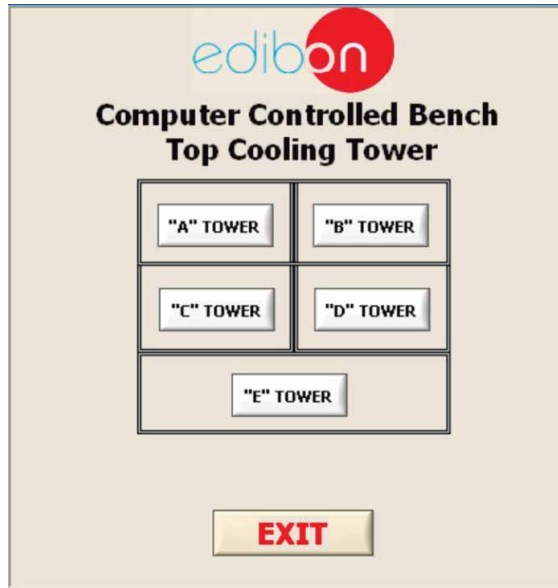 edibon
Computer Controlled Bench
Top Cooling Tower
"A" TOWER
"B" TOWER
"C" TOWER
"D" TOWER
"E" TOWER
EXIT